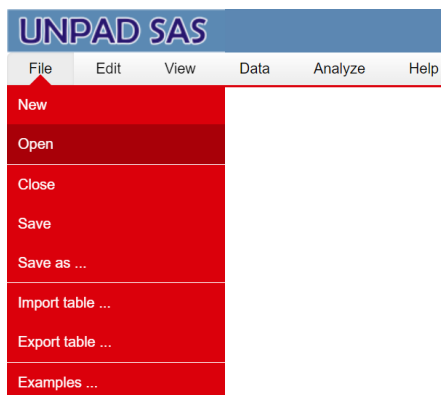 UNPAD SAS
File Edit View Data Analyze Help
New
Open
Close
Save
Save as ...
Import table ...
Export table ...
Examples ...